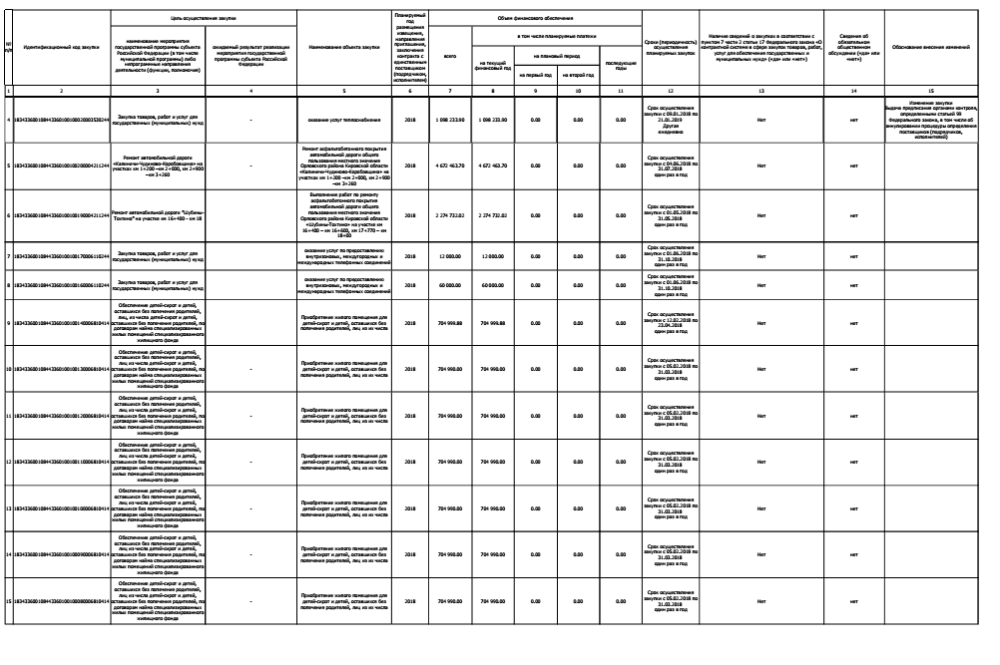 № п/п
Идентификационный код закупки
Цель осуществления закупки
наименование мероприятия государственной программы субъекта Российской Федерации (в том числе муниципальной программы) либо непрограммные направления деятельности (функции, полномочия)
ожидаемый результат реализации мероприятия государственной программы субъекта Российской Федерации
Наименование объекта закупки
Планируемый год размещения извещения, направления приглашения, заключения контракта с единственным поставщиком (подрядчиком, исполнителем)
Объем финансового обеспечения
всего
в том числе планируемые платежи
на текущий финансовый год
на плановый период
на первый год
на второй год
последующие годы
Сроки (периодичность) осуществления планируемых закупок
Наличие сведений о закупках в соответствии с пунктом 7 части 2 статьи 17 Федерального закона «О контрактной системе в сфере закупок товаров, работ, услуг для обеспечения государственных и муниципальных нужд» («да» или «нет»)
Сведения об обязательном общественном обсуждении («да» или «нет»)
Обоснование внесения изменений
1 2 3 4 5 6 7 8 9 10 11 12 13 14 15
4 Закупка товаров, работ и услуг для государственных (муниципальных) нужд - оказание услуг теплоснабжения 2018 1 098 233.90 1 098 233.90 0.00 0.00 0.00 Срок осуществления закупки с 09.01.2018 по 21.01.2019 Другая ежедневно Нет нет Изменение закупки Выдача предписания органами контроля, определенными статьей 99 Федерального закона, в том числе об аннулировании процедуры определения поставщиков (подрядчиков, исполнителей)
5 Ремонт автомобильной дороги «Калиничи-Чудиново-Коробовщина» на участках км 1+200 –км 2+000, км 2+900 –км 3+260 Ремонт асфальтобетонного покрытия автомобильной дороги общего пользования местного значения Орловского района Кировской области «Калиничи-Чудиново-Коробовщина» на участках км 1+200 –км 2+000, км 2+900 –км 3+260 2018 4 672 463.70 4 672 463.70 0.00 0.00 0.00 Срок осуществления закупки с 04.06.2018 по 31.07.2018 один раз в год Нет нет
6 Ремонт автомобильной дороги "Шубины-Тохтино" на участке км 16+400 - км 18 Выполнение работ по ремонту асфальтобетонного покрытия автомобильной дороги общего пользования местного значения Орловского района Кировской области «Шубины-Тохтино» на участке км 16+400 – км 16+600, км 17+770 – км 18+00 2018 2 274 732.02 2 274 732.02 0.00 0.00 0.00 Срок осуществления закупки с 01.05.2018 по 31.05.2018 один раз в год Нет нет
7 Закупка товаров, работ и услуг для государственных (муниципальных) нужд - оказание услуг по предоставлению внутризоновых, междугородных и международных телефонных соединений 2018 12 000.00 12 000.00 0.00 0.00 0.00 Срок осуществления закупки с 01.06.2018 по 31.10.2018 один раз в год Нет нет
8 Закупка товаров, работ и услуг для государственных (муниципальных) нужд - оказание услуг по предоставлению внутризоновых, междугородных и международных телефонных соединений 2018 60 000.00 60 000.00 0.00 0.00 0.00 Срок осуществления закупки с 01.06.2018 по 31.10.2018 один раз в год Нет нет
9 Обеспечение детей-сирот и детей, оставшихся без попечения родителей, лиц из числа детей-сирот и детей, оставшихся без попечения родителей, по договорам найма специализированных жилых помещений специализированного жилищного фонда - Приобретение жилого помещения для детей-сирот и детей, оставшихся без попечения родителей, лиц из их числа 2018 704 999.88 704 999.88 0.00 0.00 0.00 Срок осуществления закупки с 12.02.2018 по 23.04.2018 один раз в год Нет нет
10 Обеспечение детей-сирот и детей, оставшихся без попечения родителей, лиц из числа детей-сирот и детей, оставшихся без попечения родителей, по договорам найма специализированных жилых помещений специализированного жилищного фонда - Приобретение жилого помещения для детей-сирот и детей, оставшихся без попечения родителей, лиц из их числа 2018 704 990.00 704 990.00 0.00 0.00 0.00 Срок осуществления закупки с 05.02.2018 по 31.03.2018 один раз в год Нет нет
11 Обеспечение детей-сирот и детей, оставшихся без попечения родителей, лиц из числа детей-сирот и детей, оставшихся без попечения родителей, по договорам найма специализированных жилых помещений специализированного жилищного фонда - Приобретение жилого помещения для детей-сирот и детей, оставшихся без попечения родителей, лиц из их числа 2018 704 990.00 704 990.00 0.00 0.00 0.00 Срок осуществления закупки с 05.02.2018 по 31.03.2018 один раз в год Нет нет
12 Обеспечение детей-сирот и детей, оставшихся без попечения родителей, лиц из числа детей-сирот и детей, оставшихся без попечения родителей, по договорам найма специализированных жилых помещений специализированного жилищного фонда - Приобретение жилого помещения для детей-сирот и детей, оставшихся без попечения родителей, лиц из их числа 2018 704 990.00 704 990.00 0.00 0.00 0.00 Срок осуществления закупки с 05.02.2018 по 31.03.2018 один раз в год Нет нет
13 Обеспечение детей-сирот и детей, оставшихся без попечения родителей, лиц из числа детей-сирот и детей, оставшихся без попечения родителей, по договорам найма специализированных жилых помещений специализированного жилищного фонда - Приобретение жилого помещения для детей-сирот и детей, оставшихся без попечения родителей, лиц из их числа 2018 704 990.00 704 990.00 0.00 0.00 0.00 Срок осуществления закупки с 05.02.2018 по 31.03.2018 один раз в год Нет нет
14 Обеспечение детей-сирот и детей, оставшихся без попечения родителей, лиц из числа детей-сирот и детей, оставшихся без попечения родителей, по договорам найма специализированных жилых помещений специализированного жилищного фонда - Приобретение жилого помещения для детей-сирот и детей, оставшихся без попечения родителей, лиц из их числа 2018 704 990.00 704 990.00 0.00 0.00 0.00 Срок осуществления закупки с 05.02.2018 по 31.03.2018 один раз в год Нет нет
15 Обеспечение детей-сирот и детей, оставшихся без попечения родителей, лиц из числа детей-сирот и детей, оставшихся без попечения родителей, по договорам найма специализированных жилых помещений специализированного жилищного фонда - Приобретение жилого помещения для детей-сирот и детей, оставшихся без попечения родителей, лиц из их числа 2018 704 990.00 704 990.00 0.00 0.00 0.00 Срок осуществления закупки с 05.02.2018 по 31.03.2018 один раз в год Нет нет